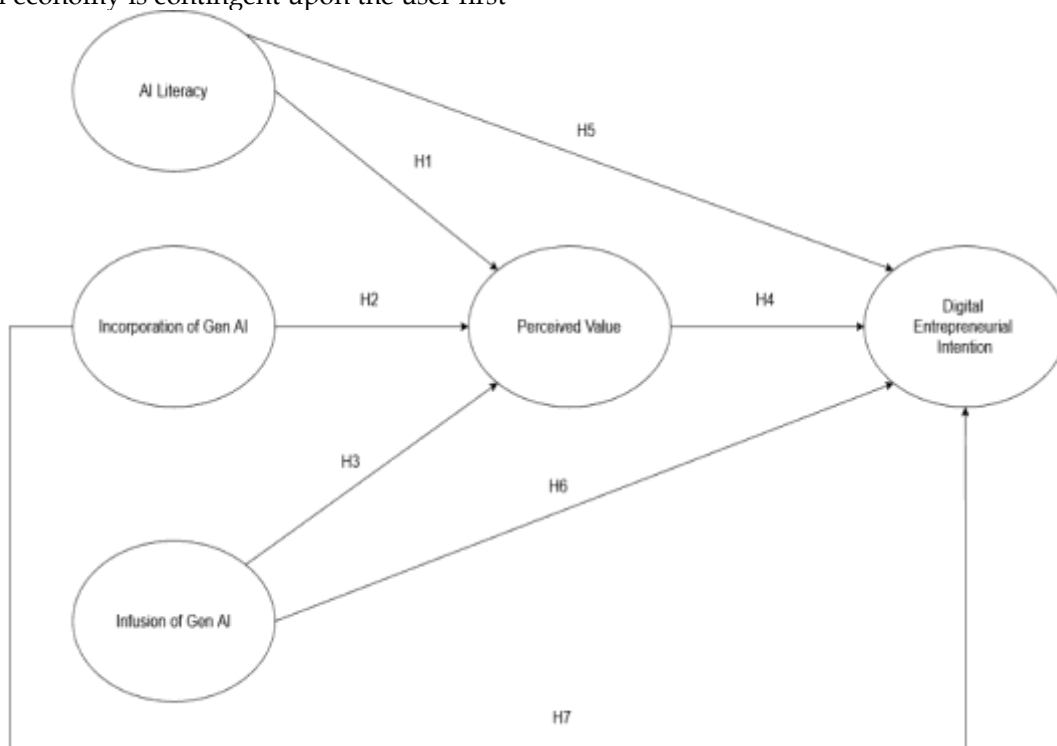 economy is contingent upon the user first
AI Literacy
H5
H1
Incorporation of Gen AI
H2
Perceived Value
H4
Digital
Entrepreneurial
Intention
H3
H6
Infusion of Gen AI
H7